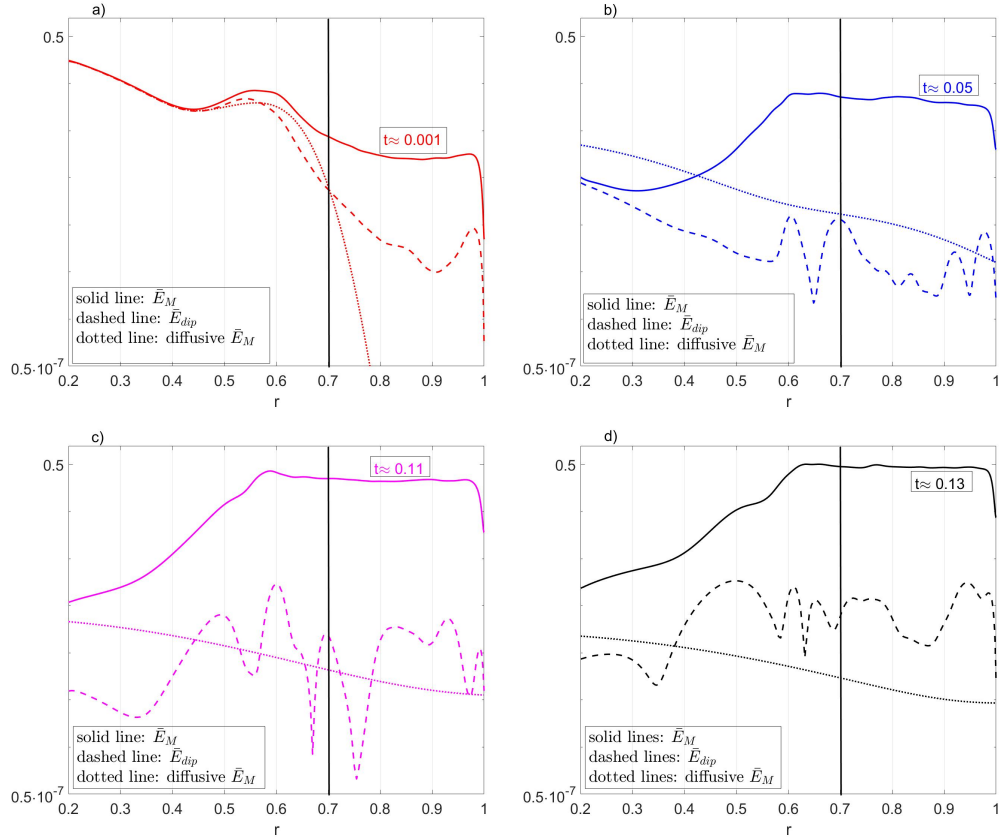 a)
0.5
t≈ 0.001
solid line: Ē_M
dashed line: Ē_dip
dotted line: diffusive Ē_M
0.5·10⁻⁷
0.2 0.3 0.4 0.5 0.6 0.7 0.8 0.9 1
r
b)
0.5
t≈ 0.05
solid line: Ē_M
dashed line: Ē_dip
dotted line: diffusive Ē_M
0.5·10⁻⁷
0.2 0.3 0.4 0.5 0.6 0.7 0.8 0.9 1
r
c)
0.5
t≈ 0.11
solid line: Ē_M
dashed line: Ē_dip
dotted line: diffusive Ē_M
0.5·10⁻⁷
0.2 0.3 0.4 0.5 0.6 0.7 0.8 0.9 1
r
d)
0.5
t≈ 0.13
solid lines: Ē_M
dashed lines: Ē_dip
dotted lines: diffusive Ē_M
0.5·10⁻⁷
0.2 0.3 0.4 0.5 0.6 0.7 0.8 0.9 1
r